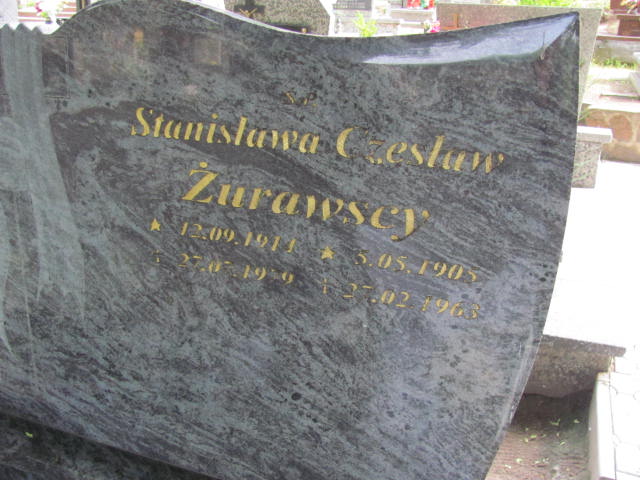 Ś.P.
Stanisława Czesław
Żurawscy
12.09.1914 5.05.1905
27.02.1963